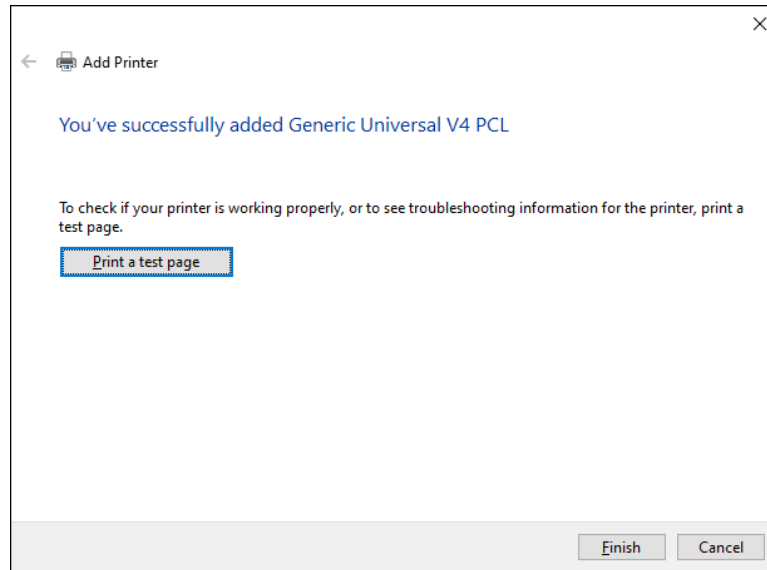 Add Printer
You’ve successfully added Generic Universal V4 PCL
To check if your printer is working properly, or to see troubleshooting information for the printer, print a
test page.
Print a test page
Finish
Cancel